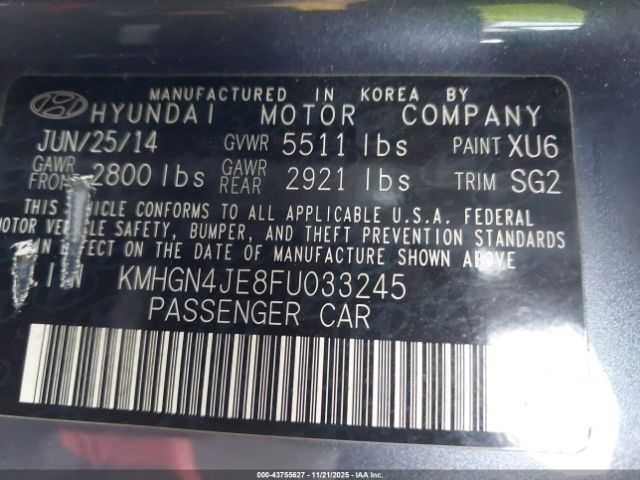 MANUFACTURED IN KOREA BY
HYUNDAI MOTOR COMPANY
JUN/25/14 GVWR 5511 lbs PAINT XU6
GAWR FRONT 2800 lbs GAWR REAR 2921 lbs TRIM SG2
THIS VEHICLE CONFORMS TO ALL APPLICABLE U.S.A. FEDERAL
MOTOR VEHICLE SAFETY, BUMPER, AND THEFT PREVENTION STANDARDS
IN EFFECT ON THE DATE OF MANUFACTURE SHOWN ABOVE.
KMHGN4JE8FU033245
PASSENGER CAR
000-43755627 - 11/21/2025 - IAA, Inc.